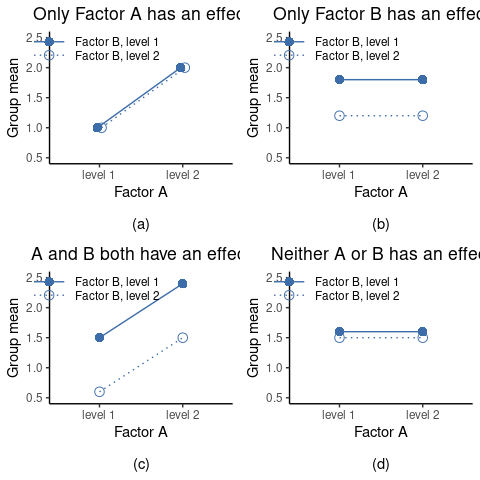 Only Factor A has an effec
2.5
Factor B, level 1
Factor B, level 2
2.0
1.5
1.0
0.5
Group mean
level 1 level 2
Factor A
(a)
Only Factor B has an effec
2.5
Factor B, level 1
Factor B, level 2
2.0
1.5
1.0
0.5
Group mean
level 1 level 2
Factor A
(b)
A and B both have an effec
2.5
Factor B, level 1
Factor B, level 2
2.0
1.5
1.0
0.5
Group mean
level 1 level 2
Factor A
(c)
Neither A or B has an effec
2.5
Factor B, level 1
Factor B, level 2
2.0
1.5
1.0
0.5
Group mean
level 1 level 2
Factor A
(d)